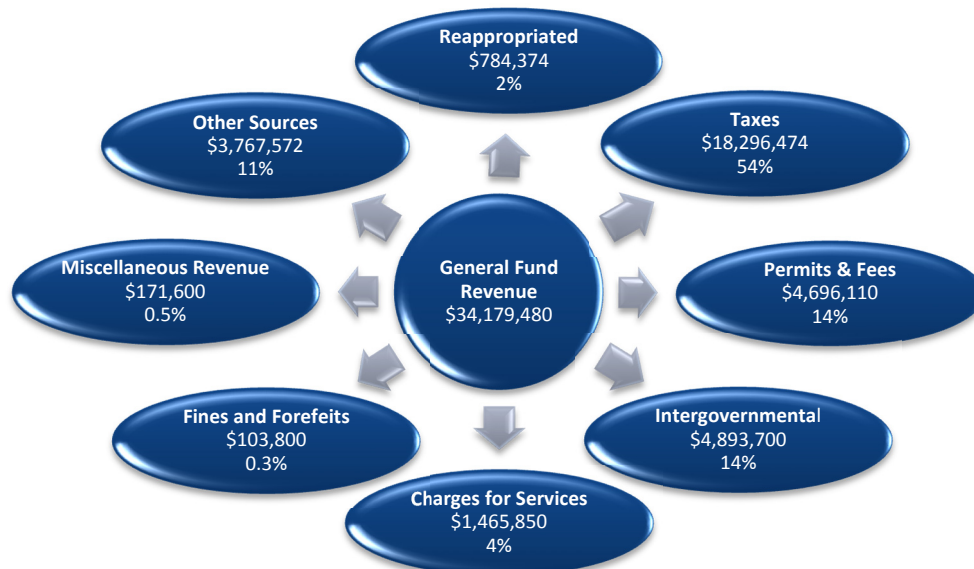 Reappropriated
$784,374
2%
Taxes
$18,296,474
54%
Permits & Fees
$4,696,110
14%
Intergovernmental
$4,893,700
14%
Charges for Services
$1,465,850
4%
Fines and Forefeits
$103,800
0.3%
Miscellaneous Revenue
$171,600
0.5%
Other Sources
$3,767,572
11%
General Fund
Revenue
$34,179,480